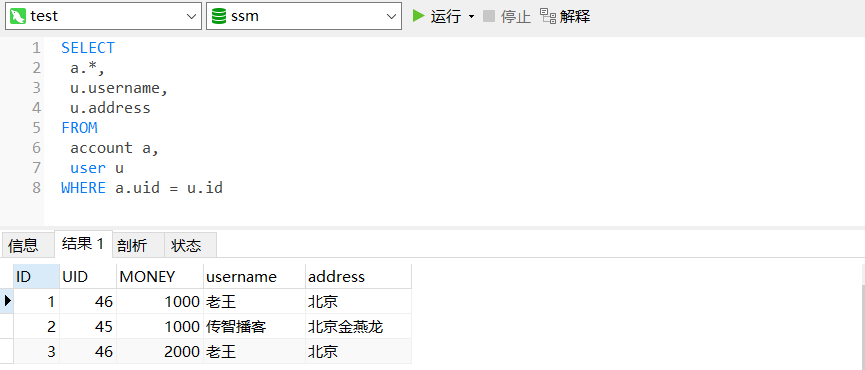 test ssm 运行 停止 解释
1 SELECT
2 a.*,
3 u.username,
4 u.address
5 FROM
6 account a,
7 user u
8 WHERE a.uid = u.id
信息 结果 1 剖析 状态
ID UID MONEY username address
1 46 1000 老王 北京
2 45 1000 传智播客 北京金燕龙
3 46 2000 老王 北京